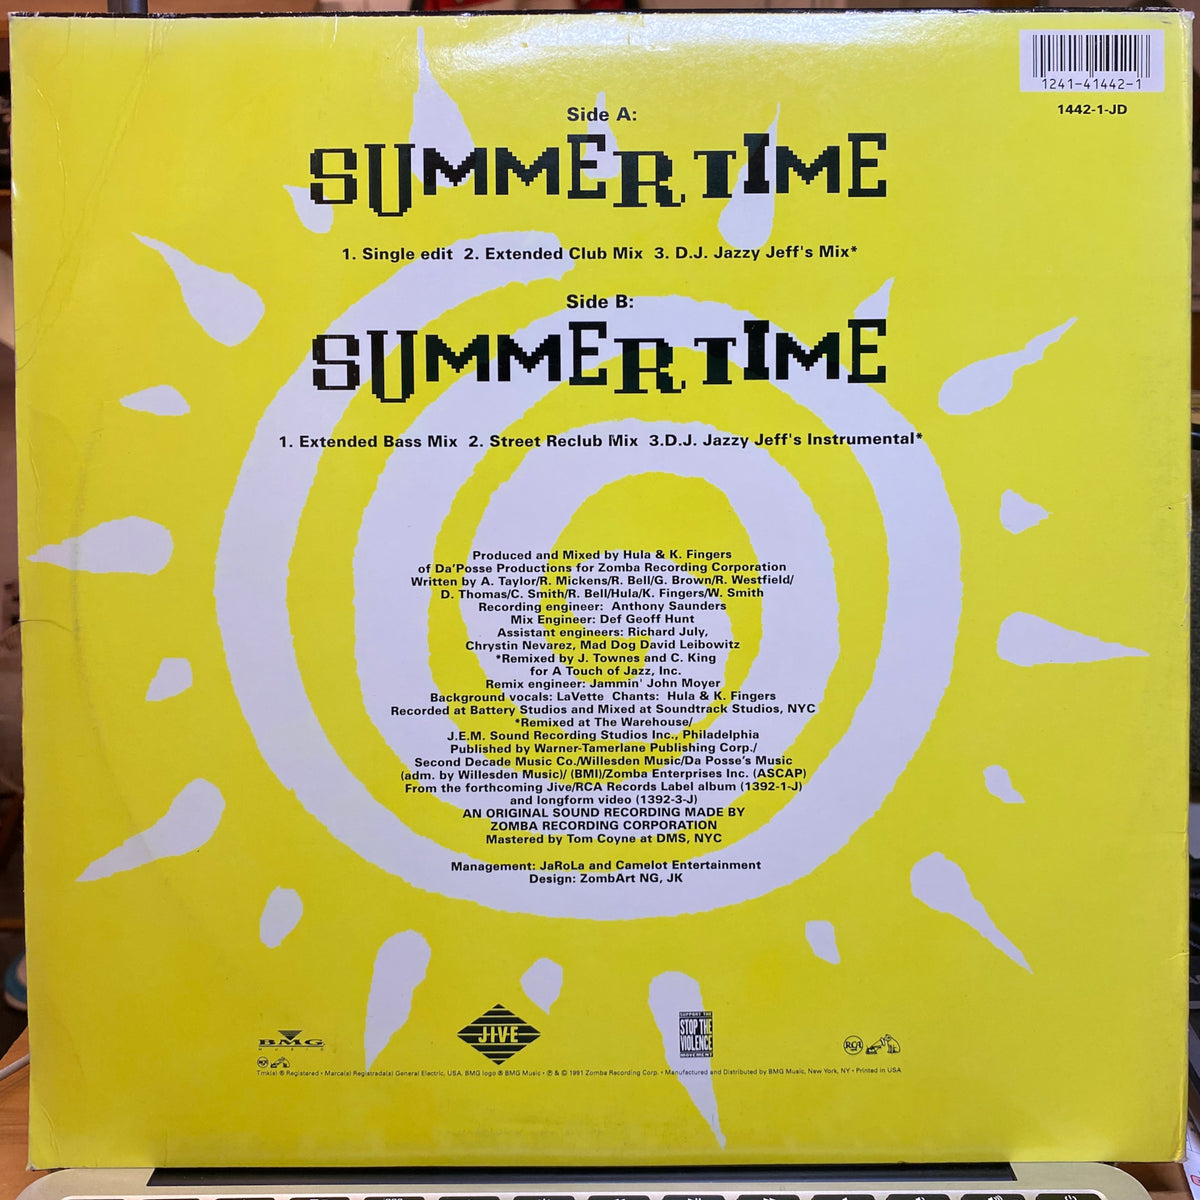 1241-41442-1
1442-1-JD
Side A:
SUMMERTIME
1. Single edit 2. Extended Club Mix 3. D.J. Jazzy Jeff's Mix*
Side B:
SUMMERTIME
1. Extended Bass Mix 2. Street Reclub Mix 3.D.J. Jazzy Jeff's Instrumental*
Produced and Mixed by Hula & K. Fingers
of Da'Posse Productions for Zomba Recording Corporation
Written by A. Taylor/R. Mickens/R. Bell/G. Brown/R. Westfield/
D. Thomas/C. Smith/R. Bell/Hula/K. Fingers/W. Smith
Recording engineer: Anthony Saunders
Mix Engineer: Def Geoff Hunt
Assistant engineers: Richard July,
Chrystin Nevarez, Mad Dog David Leibowitz
*Remixed by J. Townes and C. King
for A Touch of Jazz, Inc.
Remix engineer: Jammin' John Moyer
Background vocals: LaVette Chants: Hula & K. Fingers
Recorded at Battery Studios and Mixed at Soundtrack Studios, NYC
*Remixed at The Warehouse/
J.E.M. Sound Recording Studios Inc., Philadelphia
Published by Warner-Tamerlane Publishing Corp./
Second Decade Music Co./Willesden Music/Da Posse's Music
(adm. by Willesden Music)/ (BMI)/Zomba Enterprises Inc. (ASCAP)
From the forthcoming Jive/RCA Records Label album (1392-1-J)
and longform video (1392-3-J)
AN ORIGINAL SOUND RECORDING MADE BY
ZOMBA RECORDING CORPORATION
Mastered by Tom Coyne at DMS, NYC
Management: JaRoLa and Camelot Entertainment
Design: ZombArt NG, JK
BMG
MUSIC
JIVE
SUPPORT THE
STOP THE
VIOLENCE
MOVEMENT
RCA
Tmk(s) ® Registered • Marca(s) Registrada(s) General Electric, USA. BMG logo ® BMG Music • ℗ & © 1991 Zomba Recording Corp. • Manufactured and Distributed by BMG Music, New York, NY • Printed in USA